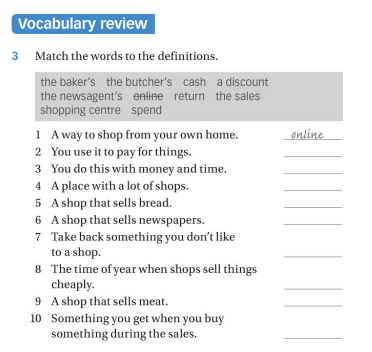 Vocabulary review
3 Match the words to the definitions.
the baker's the butcher's cash a discount
the newsagent's online return the sales
shopping centre spend
1 A way to shop from your own home. online
2 You use it to pay for things.
3 You do this with money and time.
4 A place with a lot of shops.
5 A shop that sells bread.
6 A shop that sells newspapers.
7 Take back something you don't like
to a shop.
8 The time of year when shops sell things
cheaply.
9 A shop that sells meat.
10 Something you get when you buy
something during the sales.